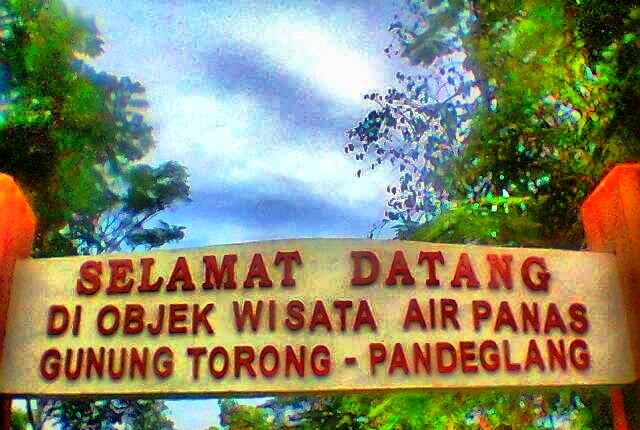 SELAMAT DATANG
DI OBJEK WISATA AIR PANAS
GUNUNG TORONG - PANDEGLANG